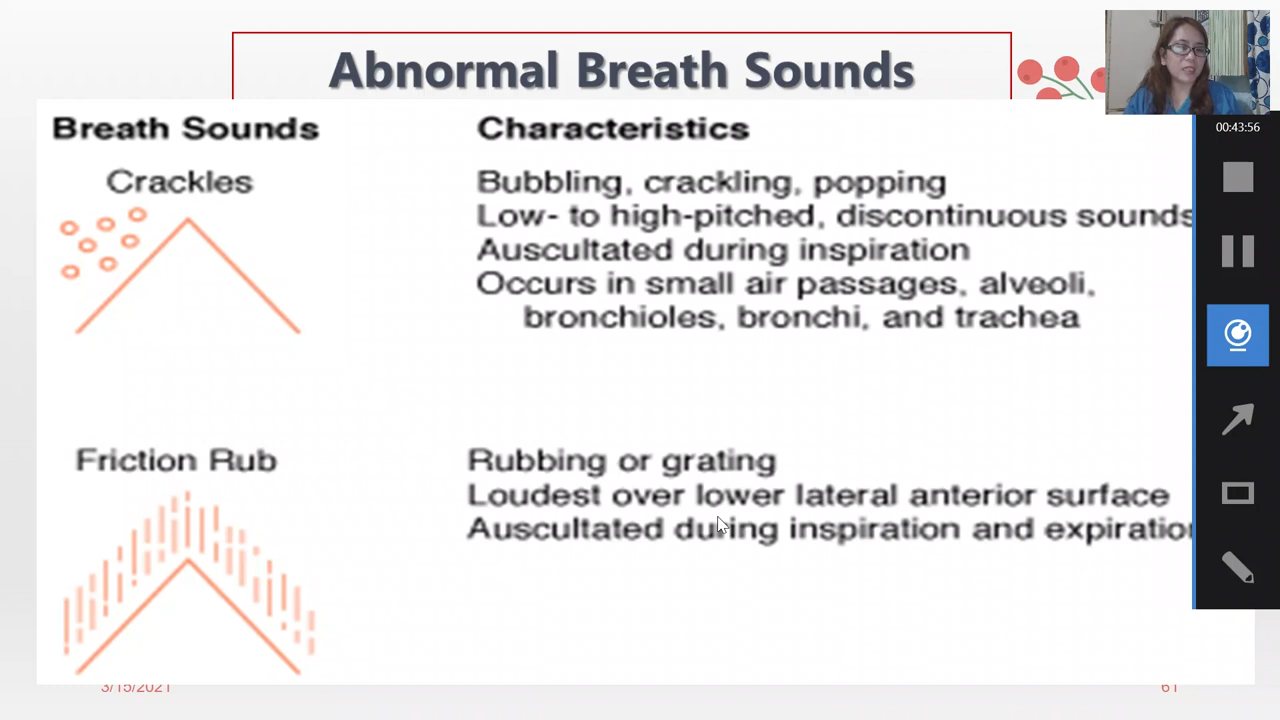 Abnormal Breath Sounds
00:43:56
Breath Sounds
Characteristics
Crackles
Bubbling, crackling, popping
Low- to high-pitched, discontinuous sounds
Auscultated during inspiration
Occurs in small air passages, alveoli,
bronchioles, bronchi, and trachea
Friction Rub
Rubbing or grating
Loudest over lower lateral anterior surface
Auscultated during inspiration and expiration
3/15/2021
61